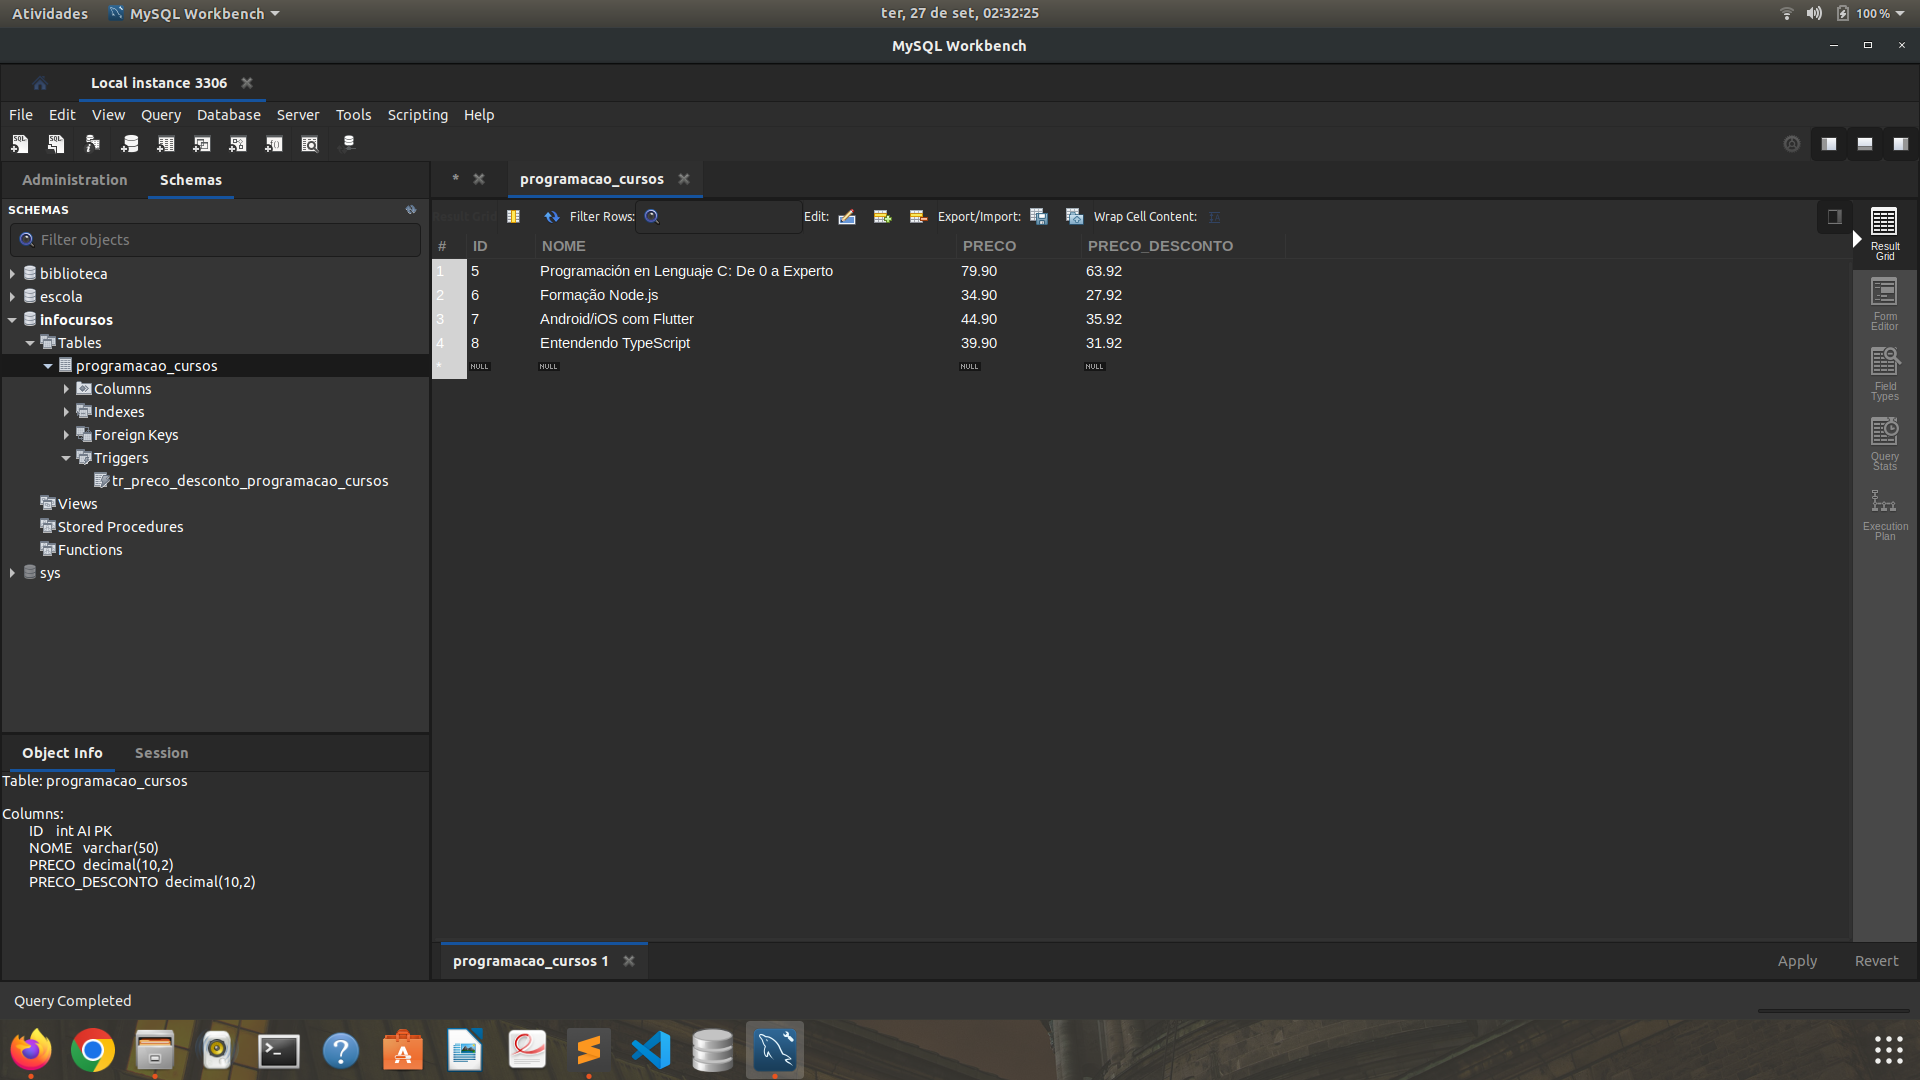 Atividades MySQL Workbench ter, 27 de set, 02:32:25 100 %
MySQL Workbench
Local instance 3306
File Edit View Query Database Server Tools Scripting Help
Administration Schemas
* programacao_cursos
SCHEMAS
Filter objects
biblioteca
escola
infocursos
Tables
programacao_cursos
Columns
Indexes
Foreign Keys
Triggers
tr_preco_desconto_programacao_cursos
Views
Stored Procedures
Functions
sys
Object Info Session
Table: programacao_cursos
Columns:
ID int AI PK
NOME varchar(50)
PRECO decimal(10,2)
PRECO_DESCONTO decimal(10,2)
Result Grid Filter Rows: Edit: Export/Import: Wrap Cell Content:
# ID NOME PRECO PRECO_DESCONTO
1 5 Programación en Lenguaje C: De 0 a Experto 79.90 63.92
2 6 Formação Node.js 34.90 27.92
3 7 Android/iOS com Flutter 44.90 35.92
4 8 Entendendo TypeScript 39.90 31.92
* NULL NULL NULL NULL
Result
Grid
Form
Editor
Field
Types
Query
Stats
Execution
Plan
programacao_cursos 1 Apply Revert
Query Completed